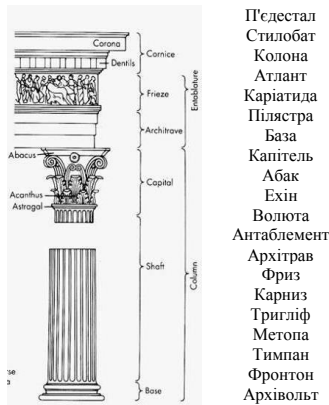 Corona
Cornice
Dentils
Frieze
Entablature
Architrave
Abacus
Capital
Acanthus
Astragal
Shaft
Column
Base
П'єдестал
Стилобат
Колона
Атлант
Каріатида
Пілястра
База
Капітель
Абак
Ехін
Волюта
Антаблемент
Архітрав
Фриз
Карниз
Тригліф
Метопа
Тимпан
Фронтон
Архівольт